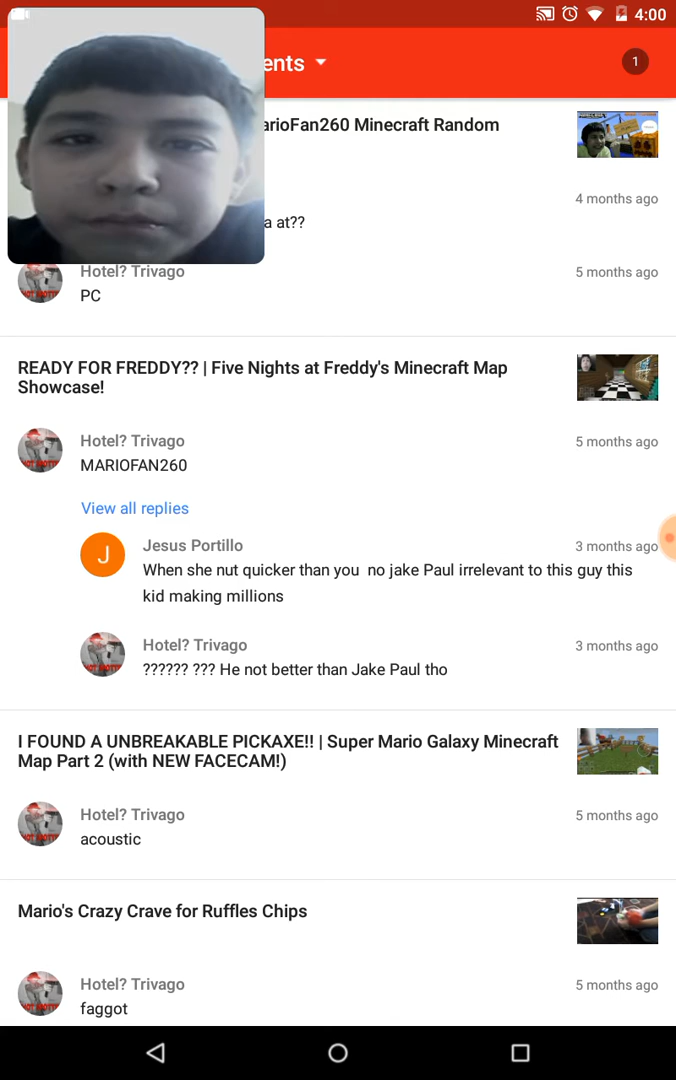 4:00
ents
1
arioFan260 Minecraft Random
4 months ago
a at??
Hotel? Trivago
5 months ago
PC
READY FOR FREDDY?? | Five Nights at Freddy's Minecraft Map
Showcase!
Hotel? Trivago
5 months ago
MARIOFAN260
View all replies
J
Jesus Portillo
3 months ago
When she nut quicker than you no jake Paul irrelevant to this guy this
kid making millions
Hotel? Trivago
3 months ago
?????? ??? He not better than Jake Paul tho
I FOUND A UNBREAKABLE PICKAXE!! | Super Mario Galaxy Minecraft
Map Part 2 (with NEW FACECAM!)
Hotel? Trivago
5 months ago
acoustic
Mario's Crazy Crave for Ruffles Chips
Hotel? Trivago
5 months ago
faggot